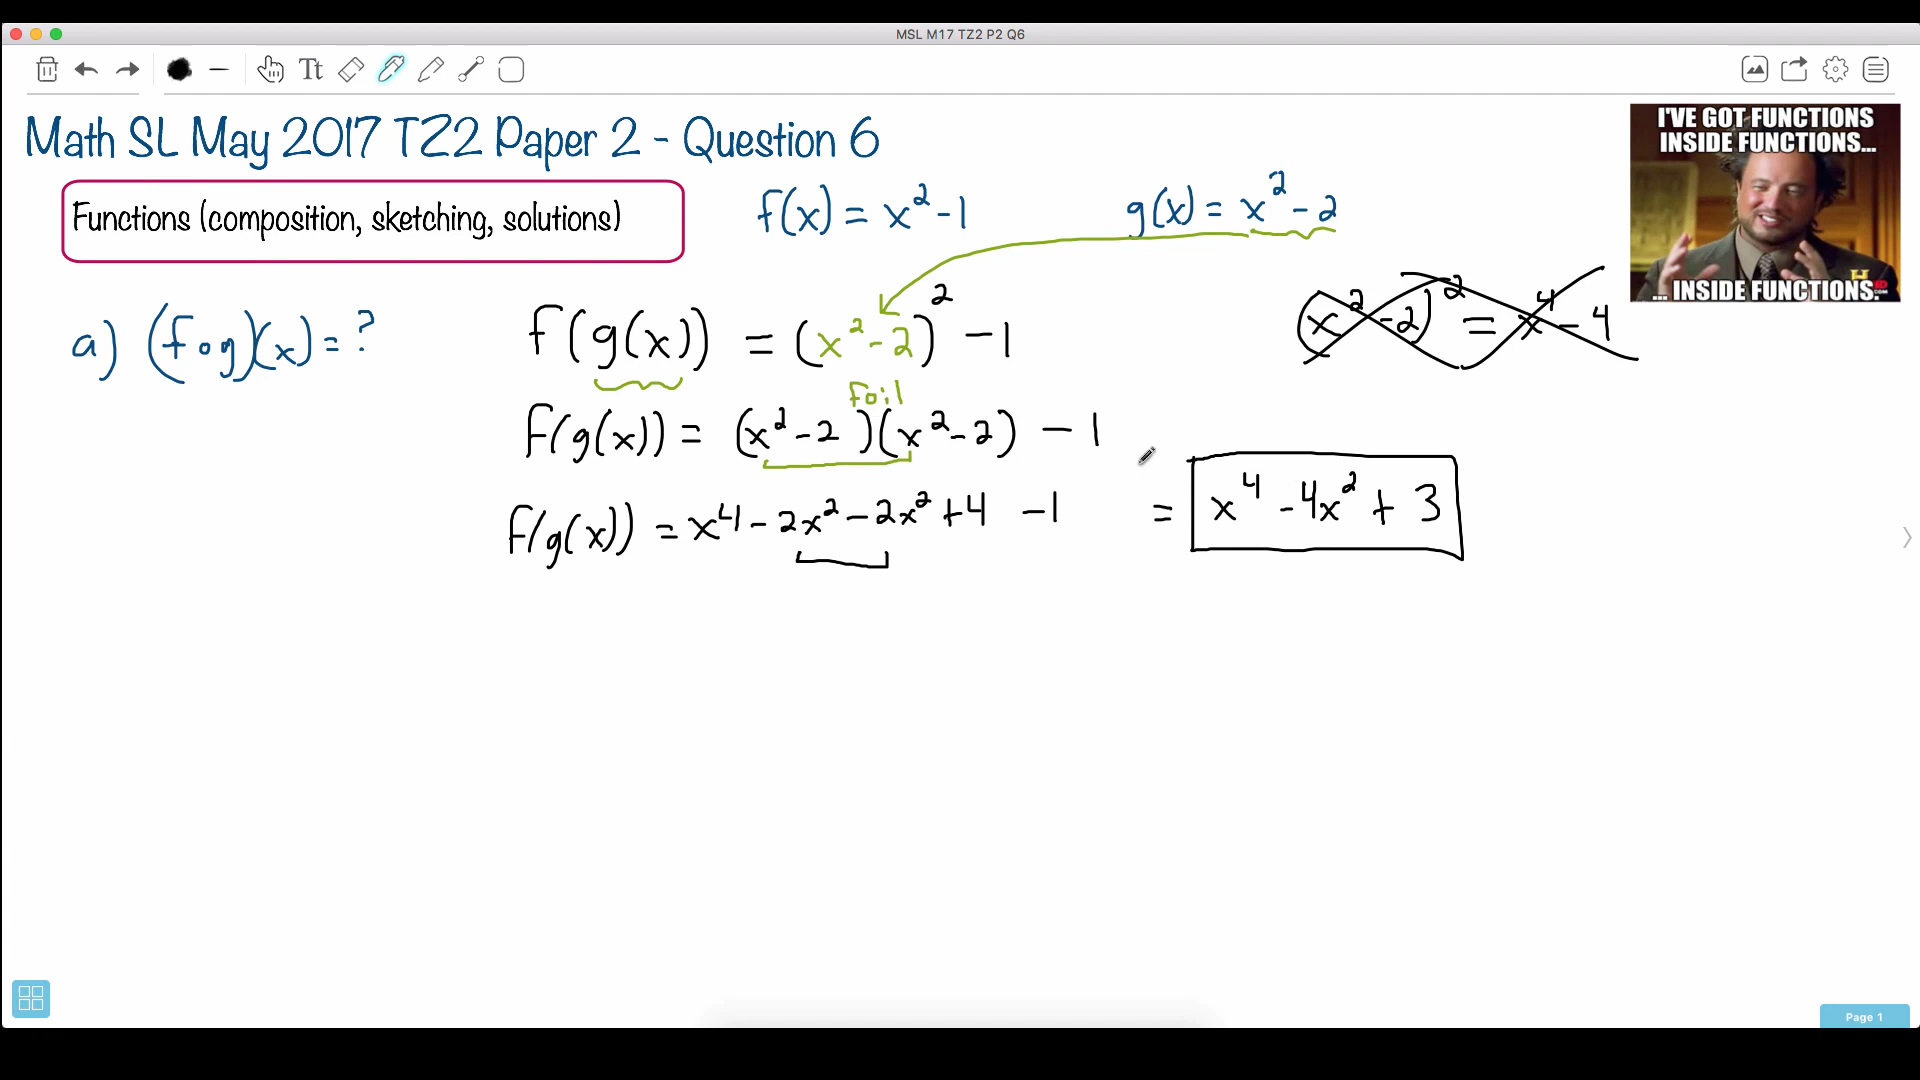 MSL M17 TZ2 P2 Q6
Tt
Math SL May 2017 TZ2 Paper 2 - Question 6
I'VE GOT FUNCTIONS
INSIDE FUNCTIONS...
... INSIDE FUNCTIONS.
Functions (composition, sketching, solutions)
f(x) = x² - 1
g(x) = x² - 2
a) (f ∘ g)(x) = ?
f(g(x)) = (x² - 2)² - 1
(x² - 2)² = x⁴ - 4
Foil
f(g(x)) = (x² - 2)(x² - 2) - 1
f(g(x)) = x⁴ - 2x² - 2x² + 4 - 1 = x⁴ - 4x² + 3
Page 1